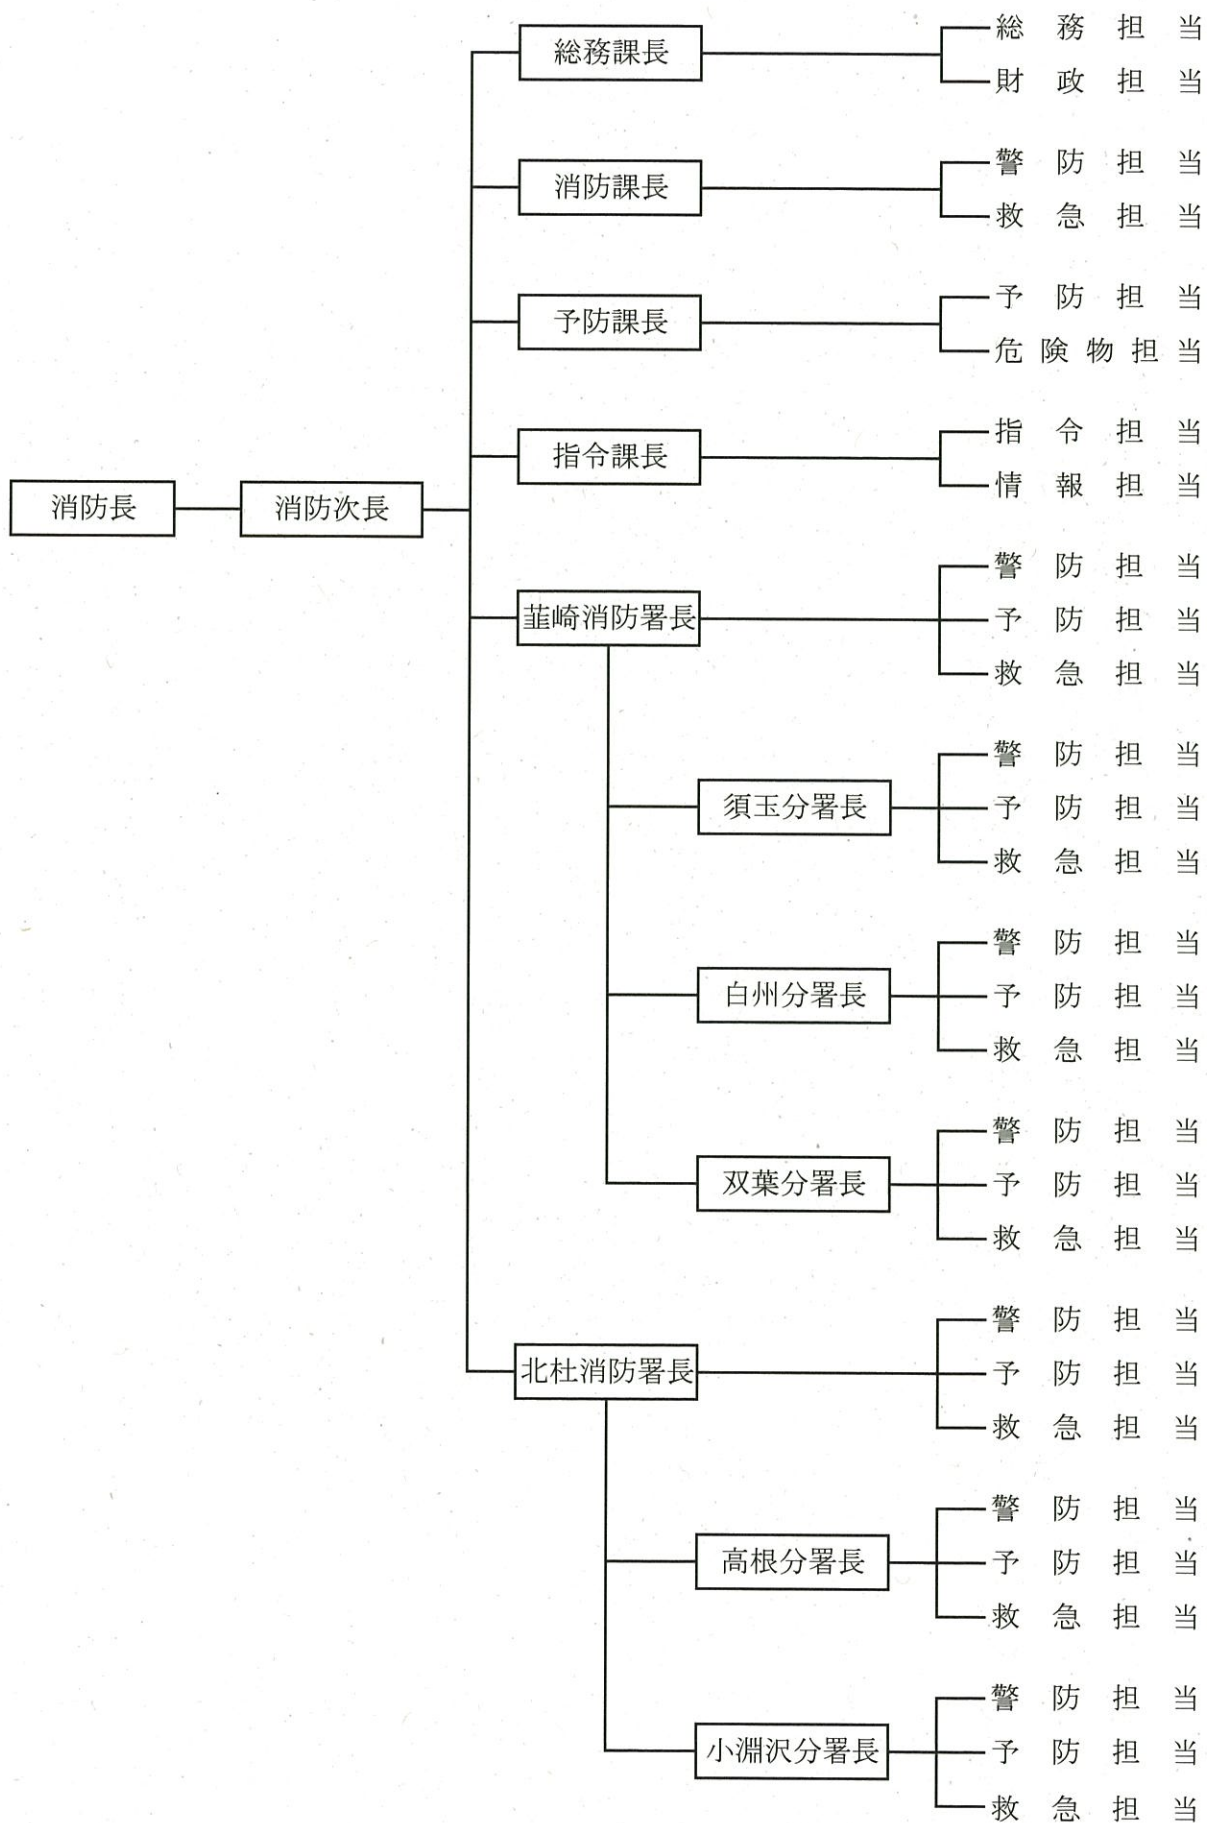 総務課長
総務担当
財政担当
消防課長
警防担当
救急担当
予防課長
予防担当
危険物担当
指令課長
指令担当
情報担当
消防長
消防次長
韮崎消防署長
警防担当
予防担当
救急担当
須玉分署長
警防担当
予防担当
救急担当
白州分署長
警防担当
予防担当
救急担当
双葉分署長
警防担当
予防担当
救急担当
北杜消防署長
警防担当
予防担当
救急担当
高根分署長
警防担当
予防担当
救急担当
小淵沢分署長
警防担当
予防担当
救急担当